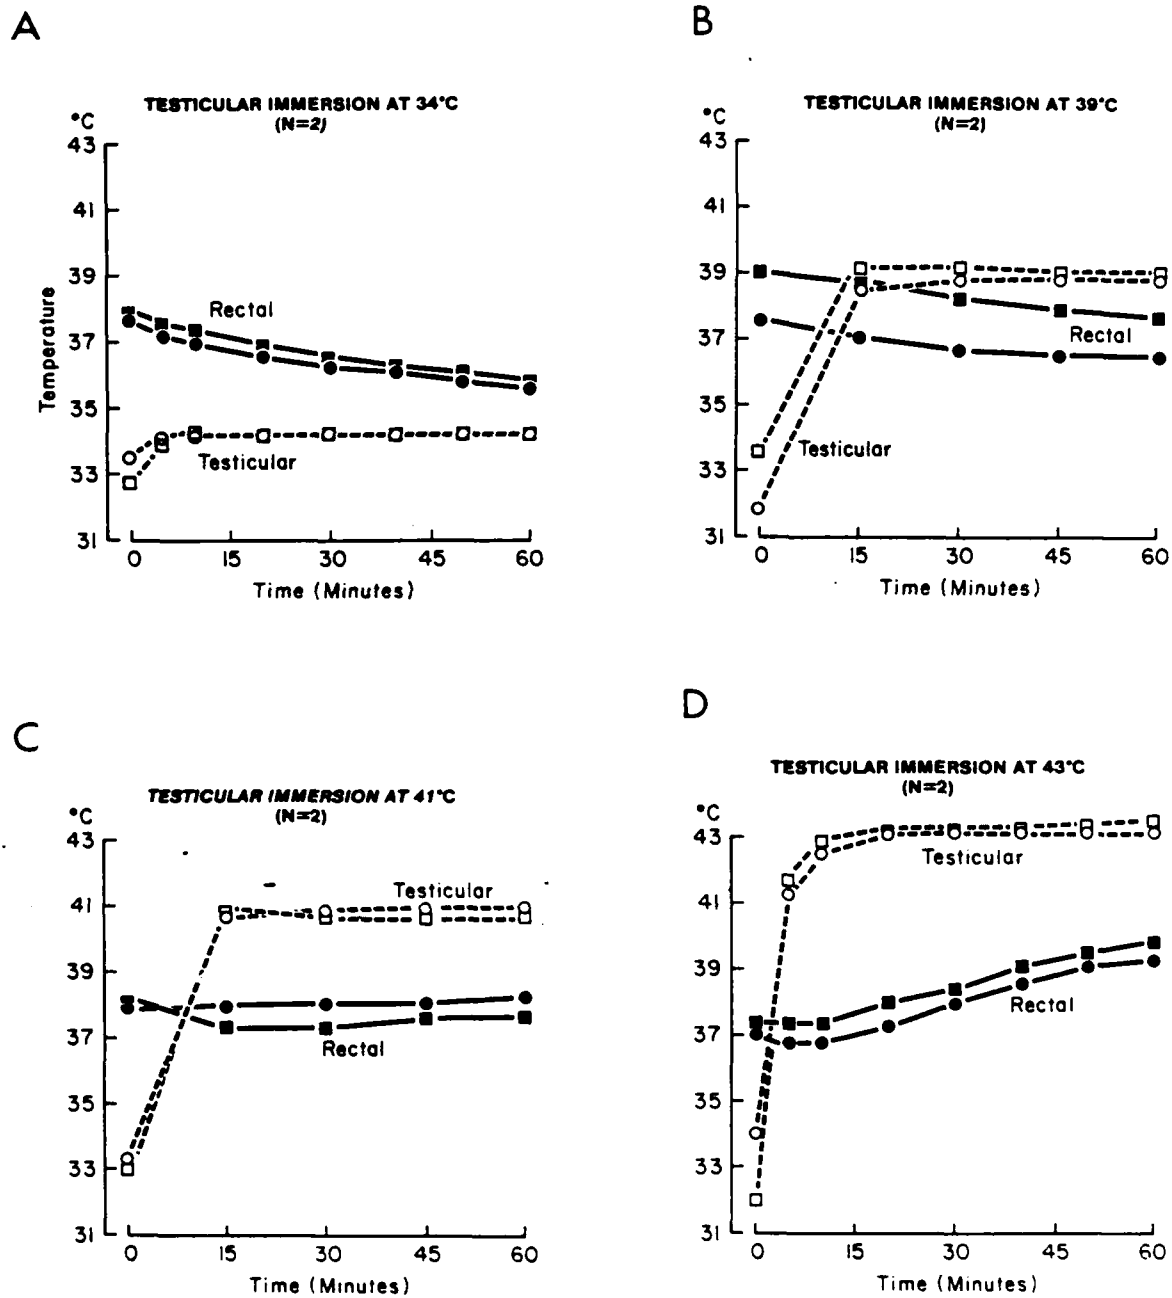 A
TESTICULAR IMMERSION AT 34°C
(N=2)
°C
43
41
39
37
35
33
31
Temperature
Rectal
Testicular
0 15 30 45 60
Time (Minutes)
B
TESTICULAR IMMERSION AT 39°C
(N=2)
°C
43
41
39
37
35
33
31
Rectal
Testicular
0 15 30 45 60
Time (Minutes)
C
TESTICULAR IMMERSION AT 41°C
(N=2)
°C
43
41
39
37
35
33
31
Testicular
Rectal
0 15 30 45 60
Time (Minutes)
D
TESTICULAR IMMERSION AT 43°C
(N=2)
°C
43
41
39
37
35
33
31
Testicular
Rectal
0 15 30 45 60
Time (Minutes)